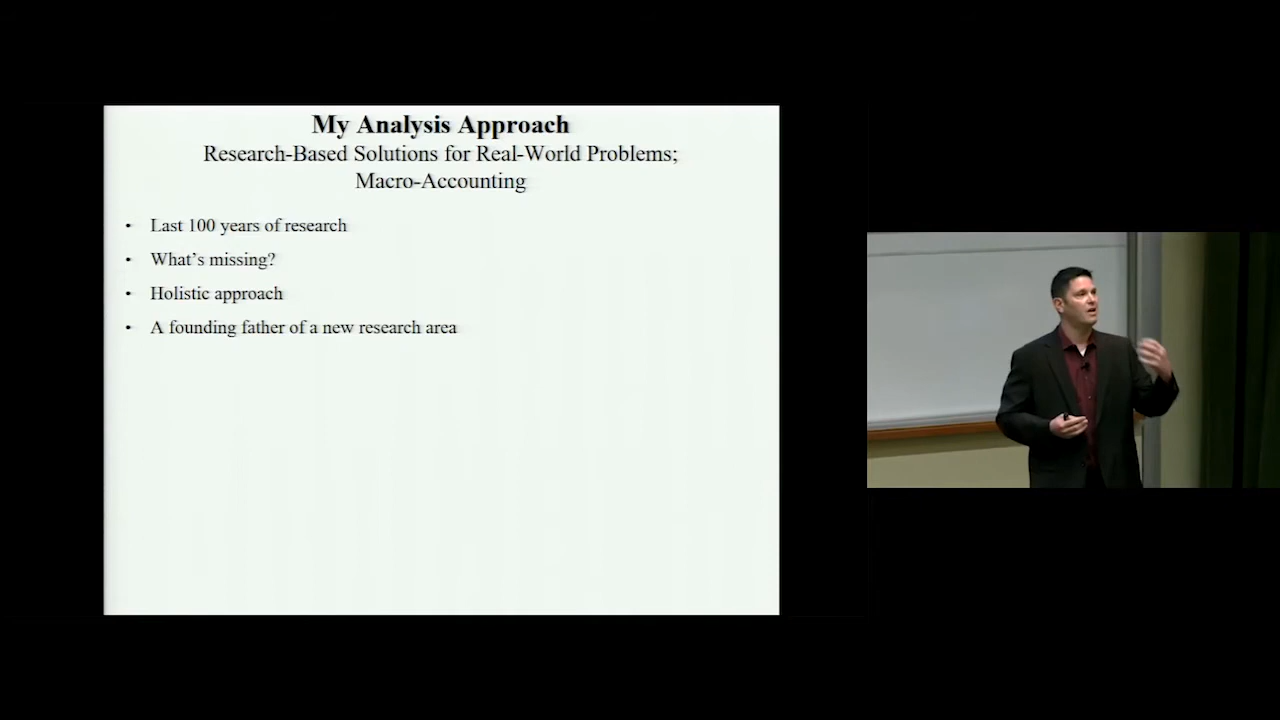 My Analysis Approach
Research-Based Solutions for Real-World Problems;
Macro-Accounting
• Last 100 years of research
• What's missing?
• Holistic approach
• A founding father of a new research area